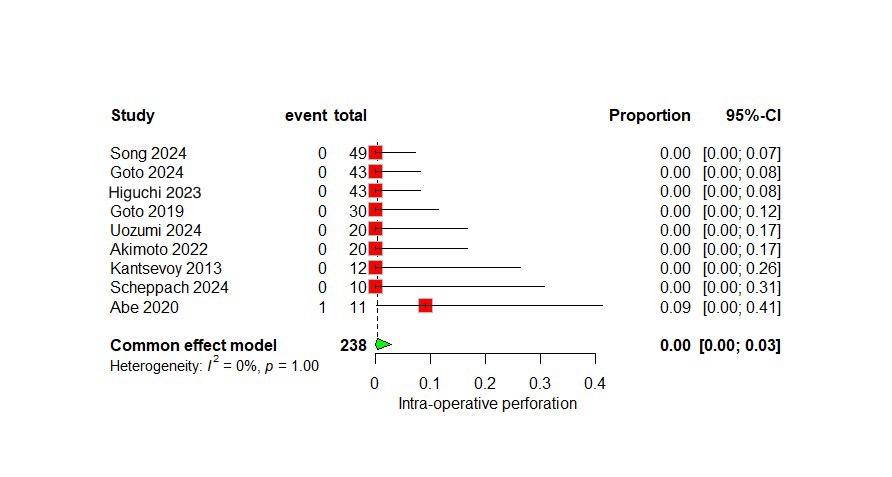 Study event total Proportion 95%-CI
Song 2024 0 49 0.00 [0.00; 0.07]
Goto 2024 0 43 0.00 [0.00; 0.08]
Higuchi 2023 0 43 0.00 [0.00; 0.08]
Goto 2019 0 30 0.00 [0.00; 0.12]
Uozumi 2024 0 20 0.00 [0.00; 0.17]
Akimoto 2022 0 20 0.00 [0.00; 0.17]
Kantsevoy 2013 0 12 0.00 [0.00; 0.26]
Scheppach 2024 0 10 0.00 [0.00; 0.31]
Abe 2020 1 11 0.09 [0.00; 0.41]
Common effect model 238 0.00 [0.00; 0.03]
Heterogeneity: I² = 0%, p = 1.00
0 0.1 0.2 0.3 0.4
Intra-operative perforation